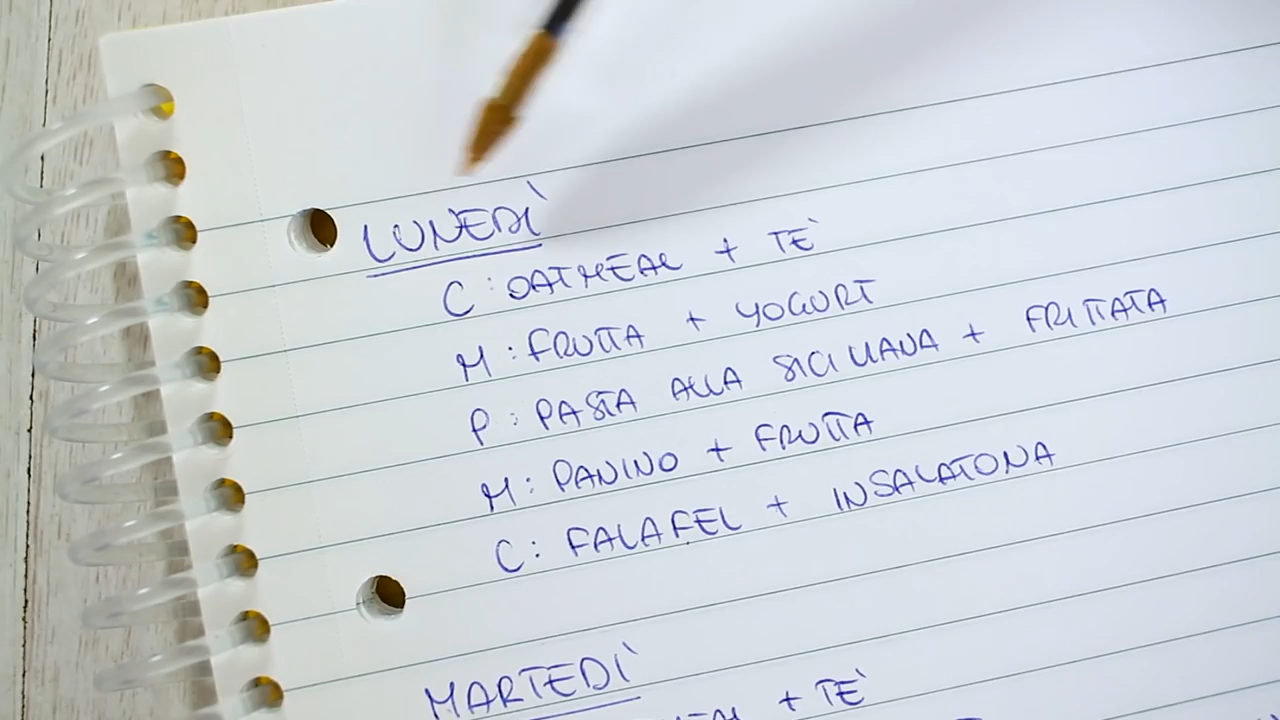 LUNEDÌ
C: OATMEAL + TÈ
M: FRUTTA + YOGURT
P: PASTA ALLA SICILIANA + FRITTATA
M: PANINO + FRUTTA
C: FALAFEL + INSALATONA
MARTEDÌ
+ TÈ